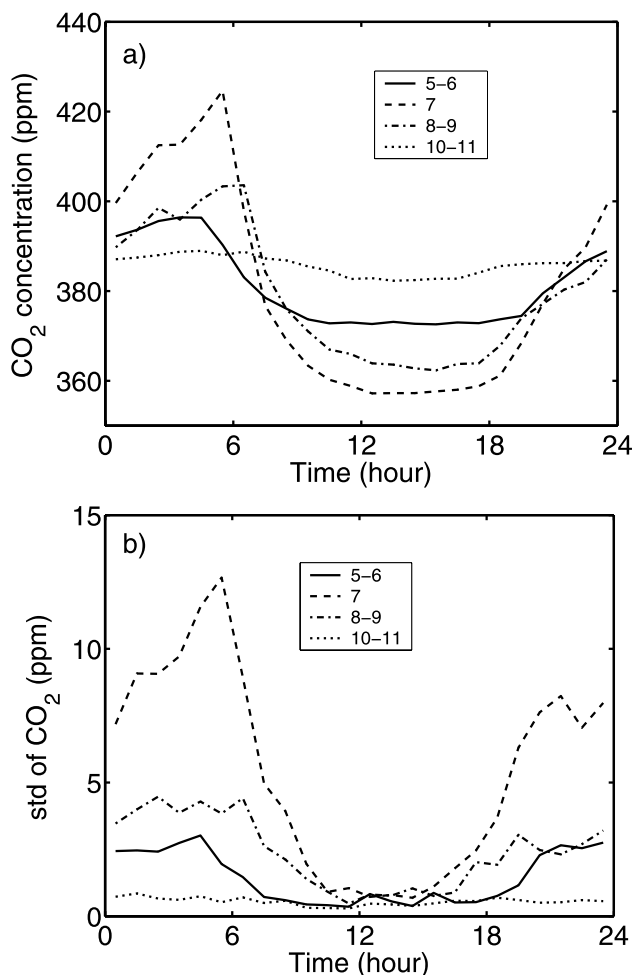 440
a)
5-6
7
8-9
10-11
420
400
380
360
CO2 concentration (ppm)
0 6 12 18 24
Time (hour)
15
b)
5-6
7
8-9
10-11
10
5
0
std of CO2 (ppm)
0 6 12 18 24
Time (hour)